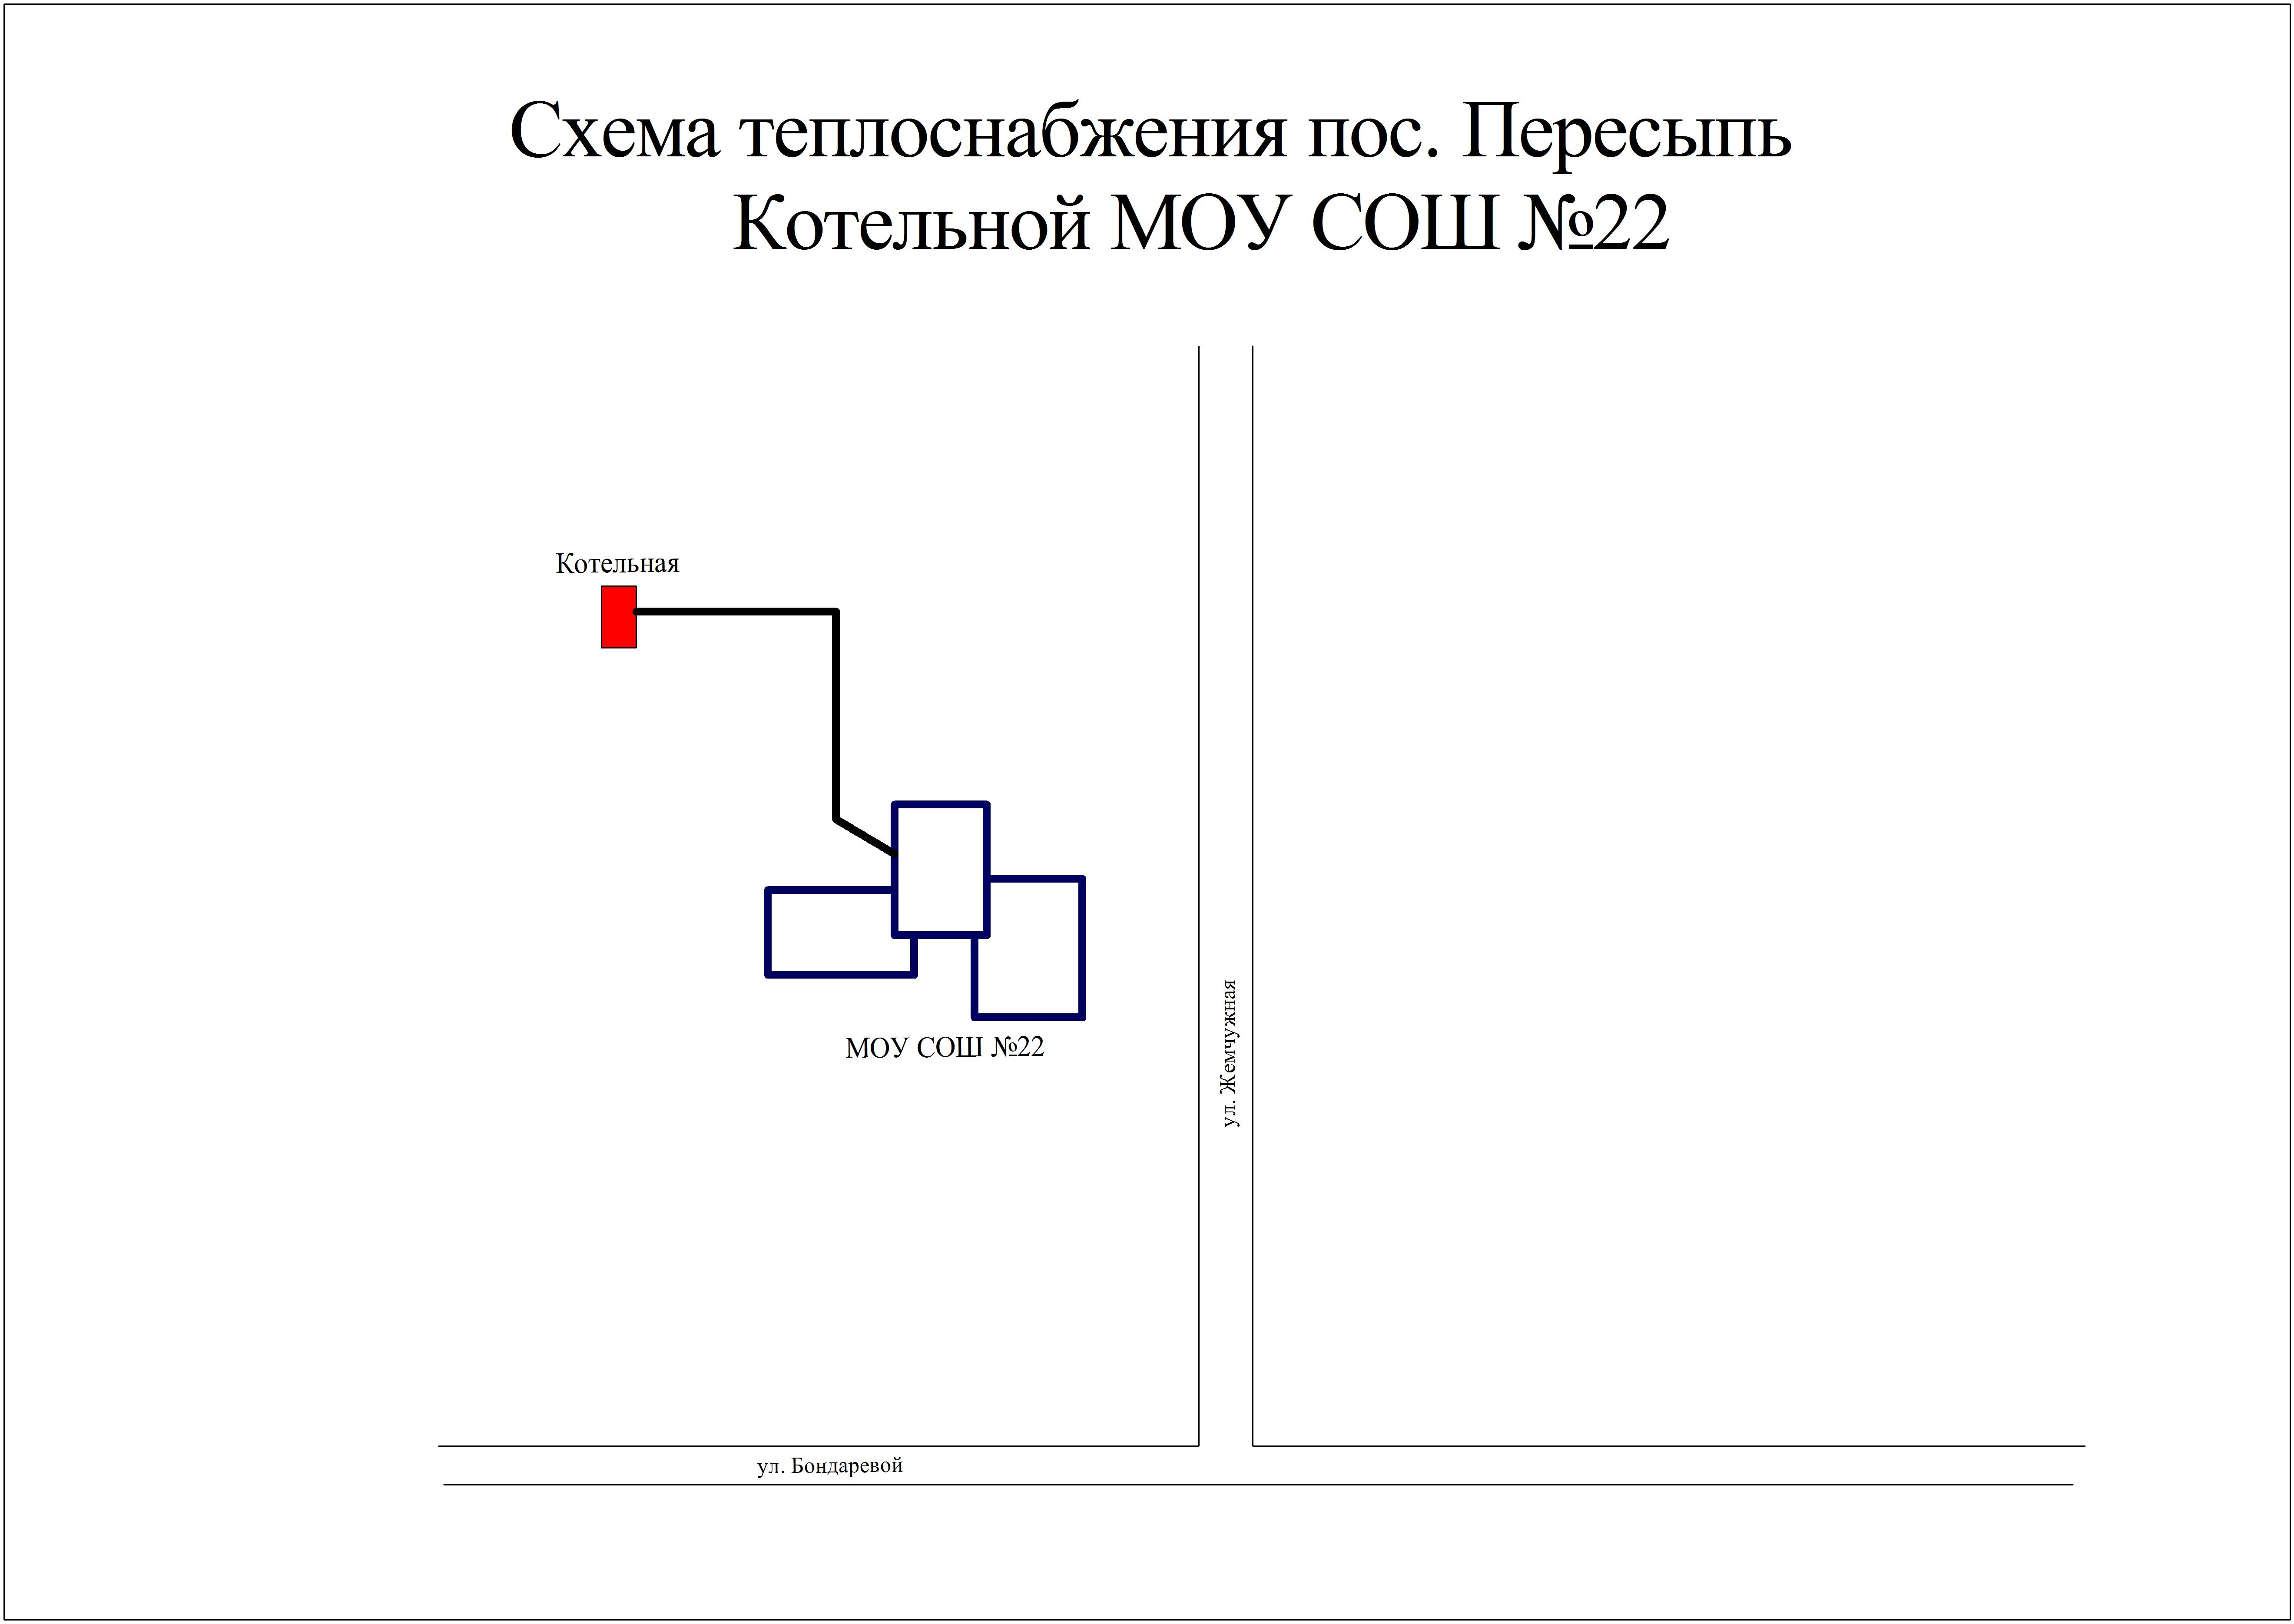 Схема теплоснабжения пос. Пересыпь
Котельной МОУ СОШ №22
Котельная
МОУ СОШ №22
ул. Жемчужная
ул. Бондаревой